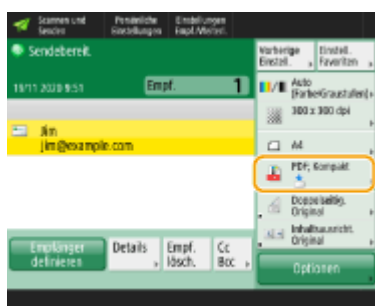 Scannen und
Senden
Persönliche
Einstellungen
Einstellungen
Empf./Weiterl.
Sendebereit.
Vorherige
Einstell.
Einstell.
Favoriten
19/11 2020 9:51
Empf. 1
Auto
(Farbe/Graustufen)
300 x 300 dpi
Jim
jim@example.com
A4
PDF; Kompakt
Doppelseitig.
Original
Inhaltsausricht.
Original
Empfänger
definieren
Details
Empf.
lösch.
Cc
Bcc
Optionen